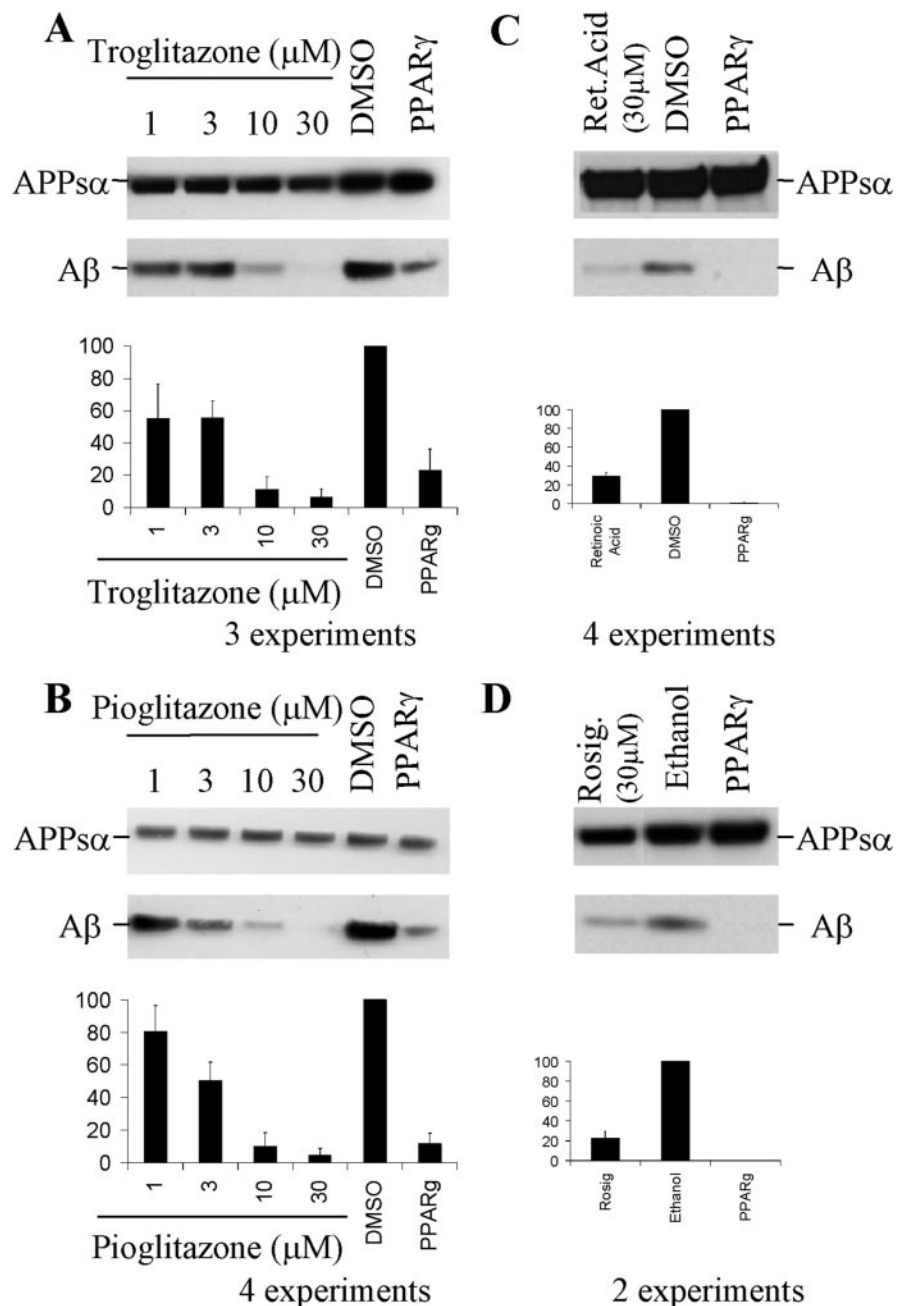 A
Troglitazone (μM)
1 3 10 30 DMSO PPARγ
APPsα
Aβ
100
80
60
40
20
0
1 3 10 30 DMSO PPARg
Troglitazone (μM)
3 experiments
C
Ret.Acid (30μM) DMSO PPARγ
APPsα
Aβ
100
80
60
40
20
0
Retinoic Acid DMSO PPARg
4 experiments
B
Pioglitazone (μM)
1 3 10 30 DMSO PPARγ
APPsα
Aβ
100
80
60
40
20
0
1 3 10 30 DMSO PPARg
Pioglitazone (μM)
4 experiments
D
Rosig. (30μM) Ethanol PPARγ
APPsα
Aβ
100
80
60
40
20
0
Rosig Ethanol PPARg
2 experiments